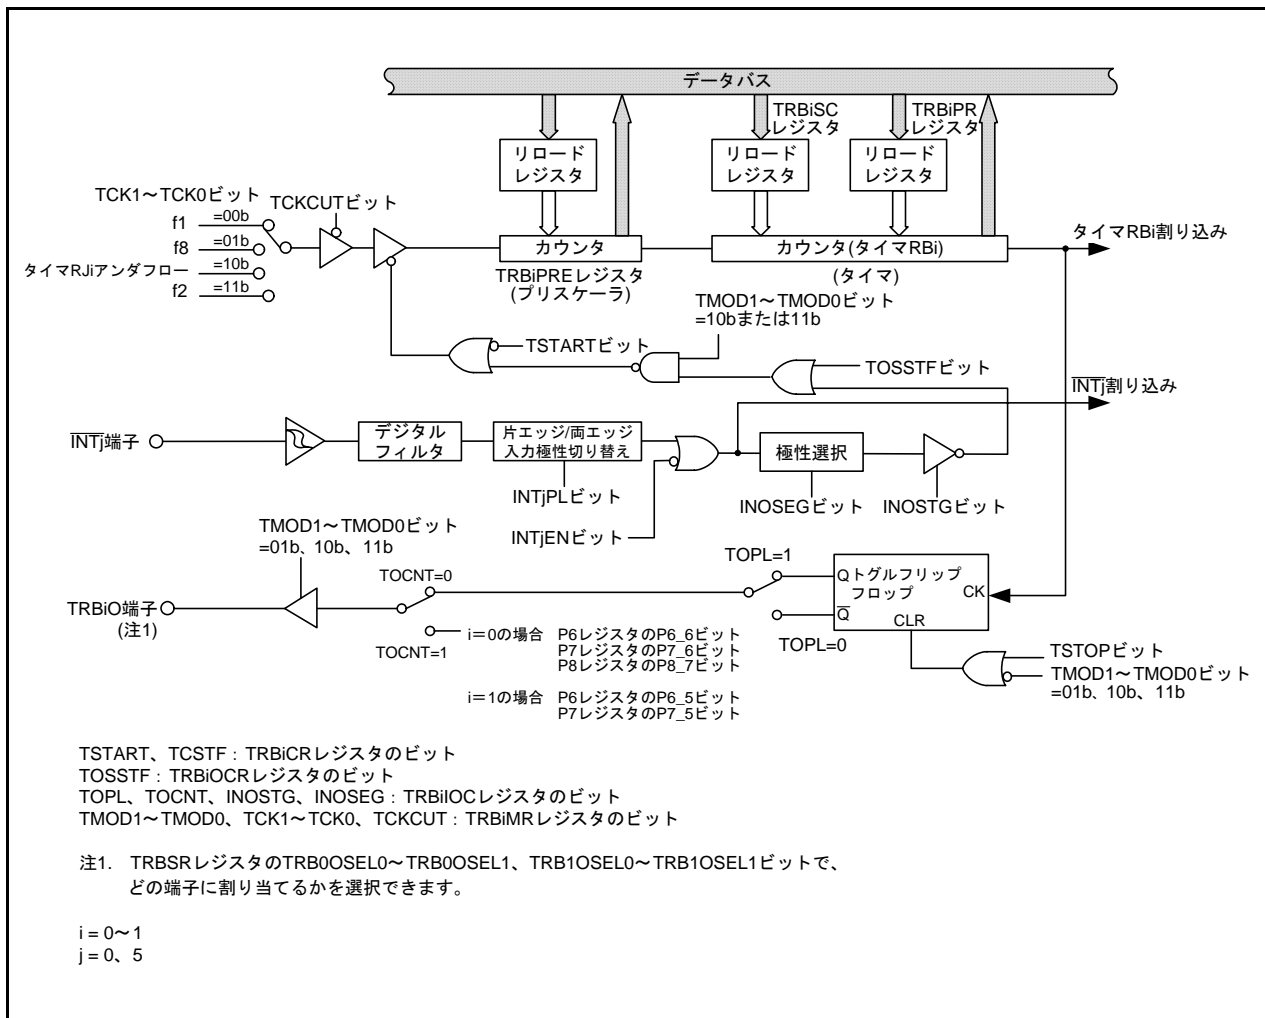 データバス
TRBiSC
レジスタ
TRBiPR
レジスタ
リロード
レジスタ
リロード
レジスタ
リロード
レジスタ
TCK1～TCK0ビット
TCKCUTビット
f1
=00b
f8
=01b
タイマRJiアンダフロー
=10b
f2
=11b
カウンタ
TRBiPREレジスタ
(プリスケーラ)
カウンタ(タイマRBi)
(タイマ)
タイマRBi割り込み
TMOD1～TMOD0ビット
=10bまたは11b
TSTARTビット
TOSSTFビット
INTj割り込み
INTj端子
デジタル
フィルタ
片エッジ/両エッジ
入力極性切り替え
極性選択
INTjPLビット
INOSEGビット
INOSTGビット
INTjENビット
TMOD1～TMOD0ビット
=01b、10b、11b
TOCNT=0
TOPL=1
Q トグルフリップ
フロップ
CK
Q
CLR
TRBiO端子
(注1)
TOCNT=1
TOPL=0
i＝0の場合 P6レジスタのP6_6ビット
P7レジスタのP7_6ビット
P8レジスタのP8_7ビット
i＝1の場合 P6レジスタのP6_5ビット
P7レジスタのP7_5ビット
TSTOPビット
TMOD1～TMOD0ビット
=01b、10b、11b
TSTART、TCSTF：TRBiCRレジスタのビット
TOSSTF：TRBiOCRレジスタのビット
TOPL、TOCNT、INOSTG、INOSEG：TRBiIOCレジスタのビット
TMOD1～TMOD0、TCK1～TCK0、TCKCUT：TRBiMRレジスタのビット
注1. TRBSRレジスタのTRB0OSEL0～TRB0OSEL1、TRB1OSEL0～TRB1OSEL1ビットで、
どの端子に割り当てるかを選択できます。
i = 0～1
j = 0、5